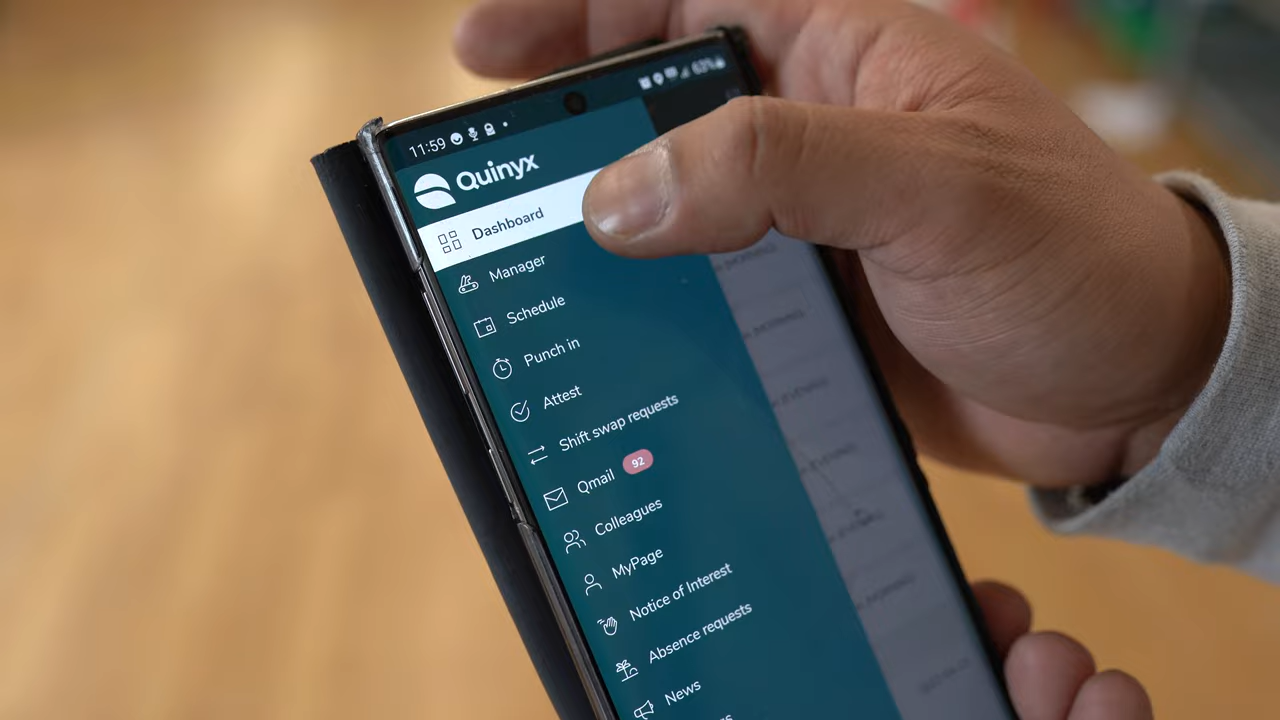 11:59
63%
Quinyx
Dashboard
Manager
Schedule
Punch in
Attest
Shift swap requests
Qmail 92
Colleagues
MyPage
Notice of Interest
Absence requests
News